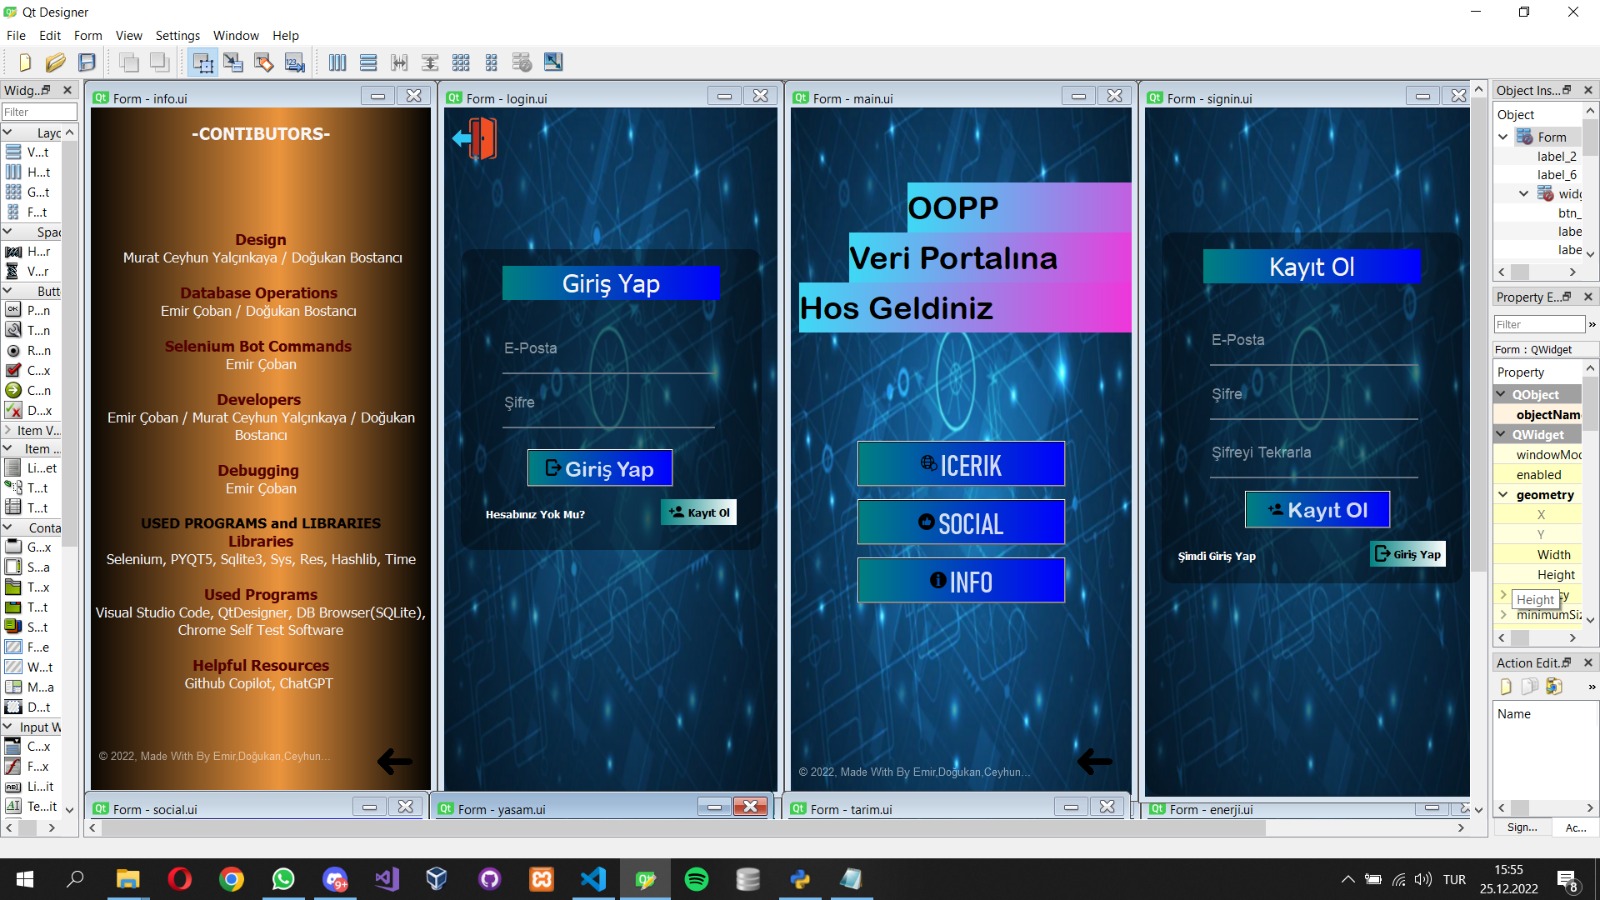 Qt Designer
File Edit Form View Settings Window Help
Widg...
Filter
Layc
V...t
H...t
G...t
F...t
Spac
H...r
V...r
Butt
P...n
T...n
R...n
C...x
C...n
D...x
Item V...
Item ...
Li...et
T...t
T...t
Conta
G...x
S...a
T...x
T...t
S...t
F...e
W...t
M...a
D...t
Input W
C...x
F...x
Li...it
Te...it
Form - info.ui
-CONTIBUTORS-
Design
Murat Ceyhun Yalçınkaya / Doğukan Bostancı
Database Operations
Emir Çoban / Doğukan Bostancı
Selenium Bot Commands
Emir Çoban
Developers
Emir Çoban / Murat Ceyhun Yalçınkaya / Doğukan
Bostancı
Debugging
Emir Çoban
USED PROGRAMS and LIBRARIES
Libraries
Selenium, PYQT5, Sqlite3, Sys, Res, Hashlib, Time
Used Programs
Visual Studio Code, QtDesigner, DB Browser(SQLite),
Chrome Self Test Software
Helpful Resources
Github Copilot, ChatGPT
© 2022, Made With By Emir,Doğukan,Ceyhun...
Form - login.ui
Giriş Yap
E-Posta
Şifre
Giriş Yap
Hesabınız Yok Mu?
Kayıt Ol
Form - main.ui
OOPP
Veri Portalına
Hos Geldiniz
ICERIK
SOCIAL
INFO
© 2022, Made With By Emir,Doğukan,Ceyhun...
Form - signin.ui
Kayıt Ol
E-Posta
Şifre
Şifreyi Tekrarla
Kayıt Ol
Şimdi Giriş Yap
Giriş Yap
Form - social.ui
Form - yasam.ui
Form - tarim.ui
Form - enerji.ui
Object Ins...
Object
Form
label_2
label_6
widg
btn_
labe
labe
Property E...
Filter
Form : QWidget
Property
QObject
objectNam
QWidget
windowMod
enabled
geometry
X
Y
Width
Height
Height
minimumSiz
Action Edit...
Name
Sign...
Ac...
9+
TUR
15:55
25.12.2022
8